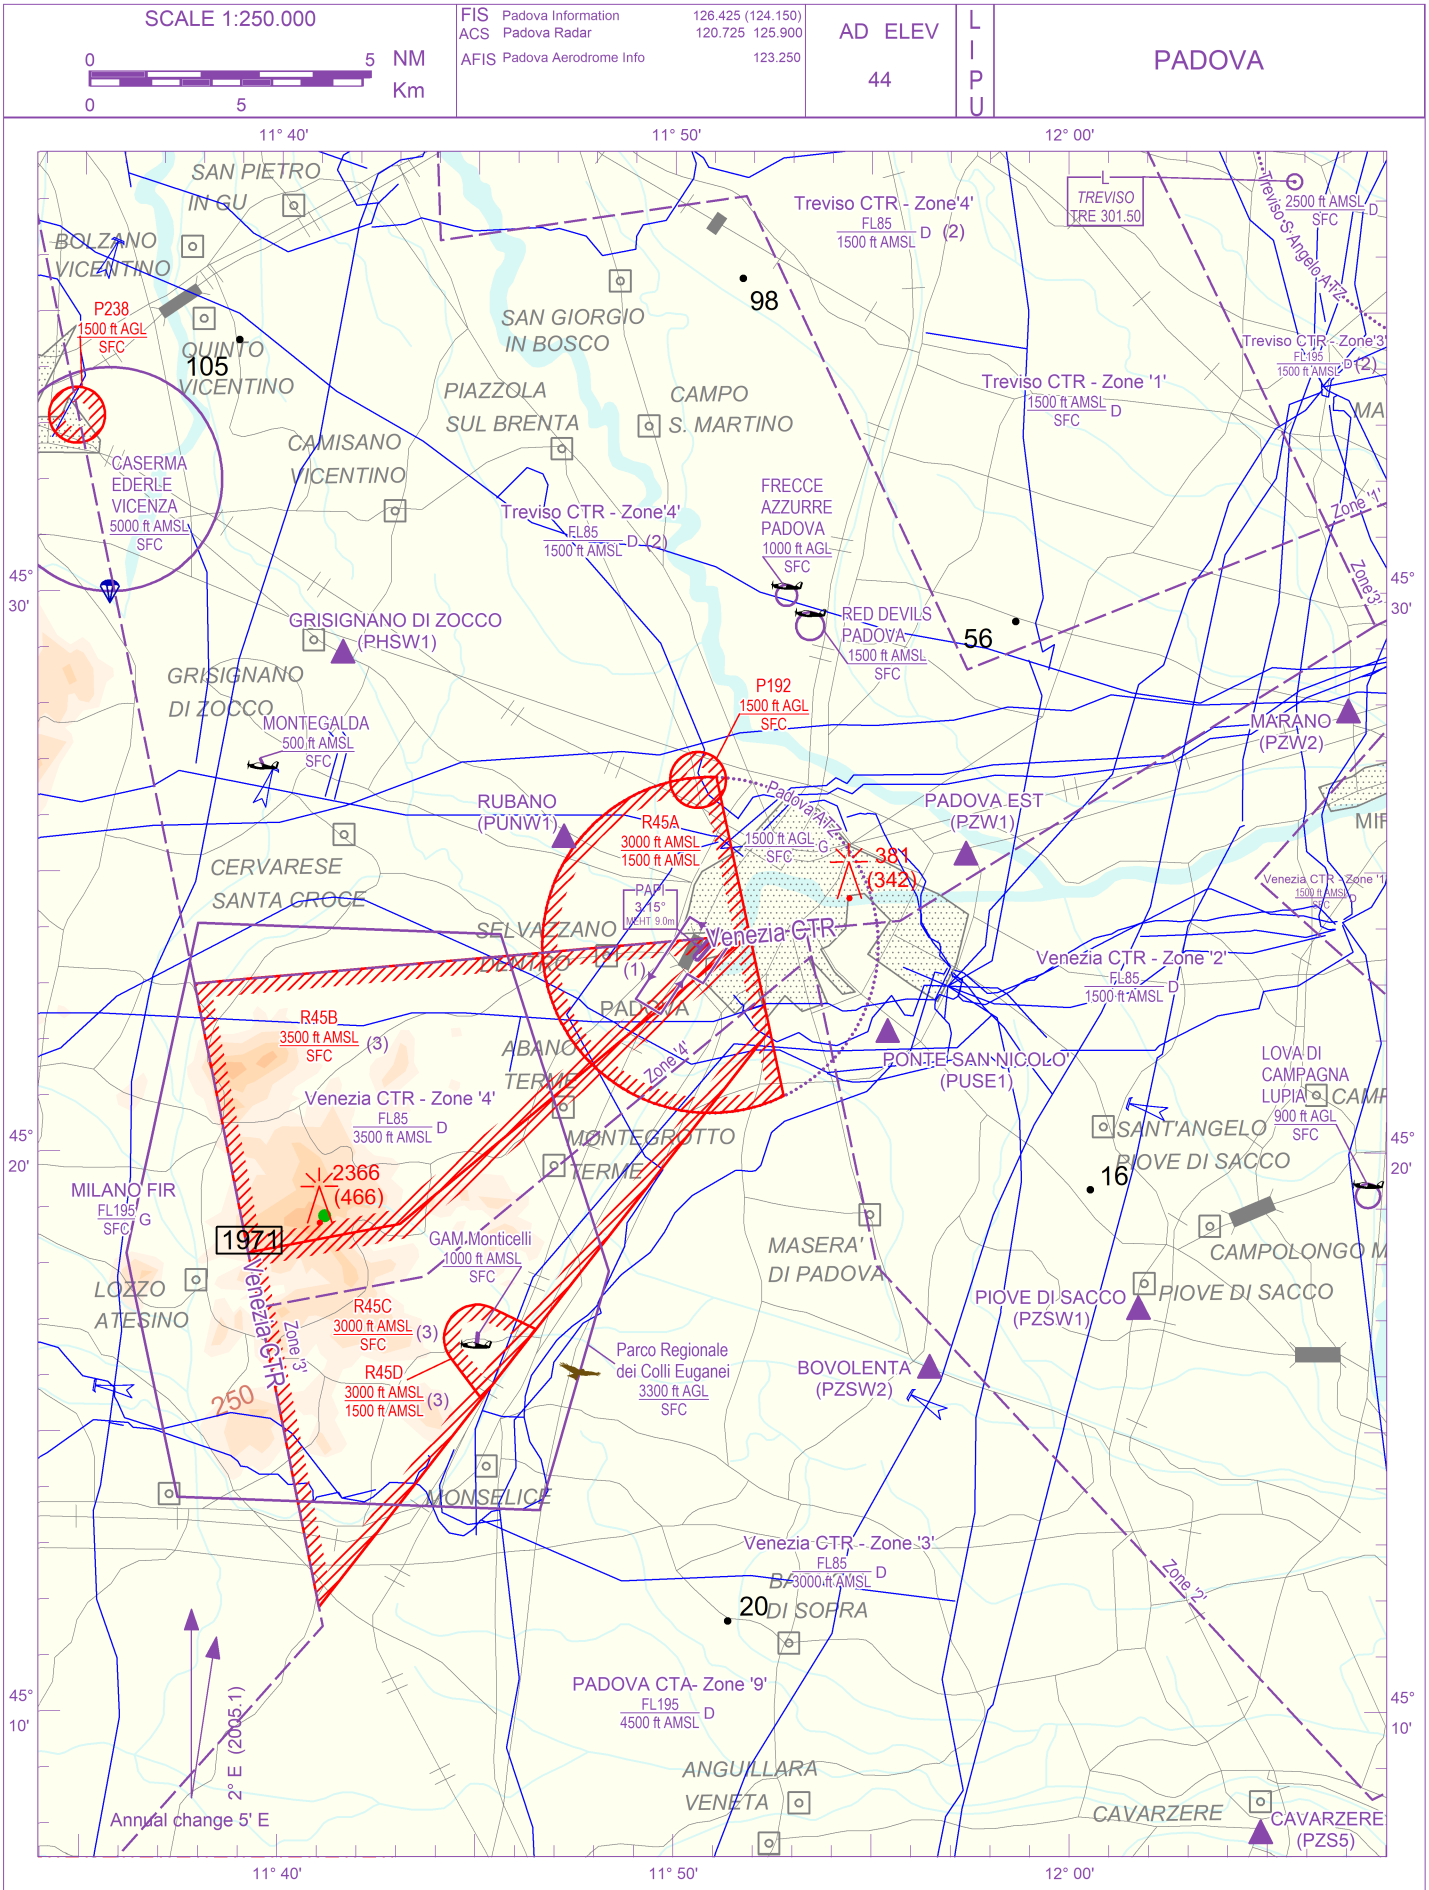 SCALE 1:250.000
0 5 NM
Km
0 5
FIS Padova Information 126.425 (124.150)
ACS Padova Radar 120.725 125.900
AFIS Padova Aerodrome Info 123.250
AD ELEV
44
L
I
P
U
PADOVA
11° 40'
11° 50'
12° 00'
SAN PIETRO
IN GU
BOLZANO
VICENTINO
P238
1500 ft AGL
SFC
QUINTO
VICENTINO
105
CASERMA
EDERLE
VICENZA
5000 ft AMSL
SFC
CAMISANO
VICENTINO
SAN GIORGIO
IN BOSCO
PIAZZOLA
SUL BRENTA
CAMPO
S. MARTINO
98
Treviso CTR - Zone'4'
FL85
1500 ft AMSL D (2)
L
TREVISO
TRE 301.50
2500 ft AMSL D
SFC
Treviso S.Angelo ATZ
Treviso CTR - Zone'3'
FL195
1500 ft AMSL D (2)
Treviso CTR - Zone '1'
1500 ft AMSL D
SFC
MA
Zone '1'
Zone'3'
Treviso CTR - Zone'4'
FL85
1500 ft AMSL D (2)
FRECCE
AZZURRE
PADOVA
1000 ft AGL
SFC
RED DEVILS
PADOVA
1500 ft AMSL
SFC
56
45°
30'
45°
30'
GRISIGNANO DI ZOCCO
(PHSW1)
GRISIGNANO
DI ZOCCO
MONTEGALDA
500 ft AMSL
SFC
P192
1500 ft AGL
SFC
MARANO
(PZW2)
RUBANO
(PUNW1)
R45A
3000 ft AMSL
1500 ft AMSL
Padova ATZ
1500 ft AGL G
SFC
PADOVA EST
(PZW1)
381
(342)
MIR
CERVARESE
SANTA CROCE
PAPI
3.15°
MEHT 9.0m
SELVAZZANO
DENTRO
(1)
Venezia CTR
PADOVA
Venezia CTR - Zone '1
1500 ft AMSL D
SFC
Venezia CTR - Zone '2'
FL85
1500 ft AMSL D
R45B
3500 ft AMSL (3)
SFC
ABANO
TERME
Zone '4'
PONTE SAN NICOLO'
(PUSE1)
LOVA DI
CAMPAGNA
LUPIA
900 ft AGL
SFC
CAMP
Venezia CTR - Zone '4'
FL85
3500 ft AMSL D
MONTEGROTTO
TERME
SANT'ANGELO
PIOVE DI SACCO
16
45°
20'
45°
20'
MILANO FIR
FL195 G
SFC
2366
(466)
1971
GAM Monticelli
1000 ft AMSL
SFC
MASERA'
DI PADOVA
CAMPOLONGO M
PIOVE DI SACCO
PIOVE DI SACCO
(PZSW1)
LOZZO
ATESINO
Venezia CTR
Zone '3'
R45C
3000 ft AMSL (3)
SFC
R45D
3000 ft AMSL (3)
1500 ft AMSL
250
Parco Regionale
dei Colli Euganei
3300 ft AGL
SFC
BOVOLENTA
(PZSW2)
MONSELICE
Venezia CTR - Zone '3'
FL85
3000 ft AMSL D
DI SOPRA
20
Zone '2'
PADOVA CTA- Zone '9'
FL195
4500 ft AMSL D
45°
10'
45°
10'
2° E (2005.1)
Annual change 5' E
ANGUILLARA
VENETA
CAVARZERE
CAVARZERE
(PZS5)
11° 40'
11° 50'
12° 00'